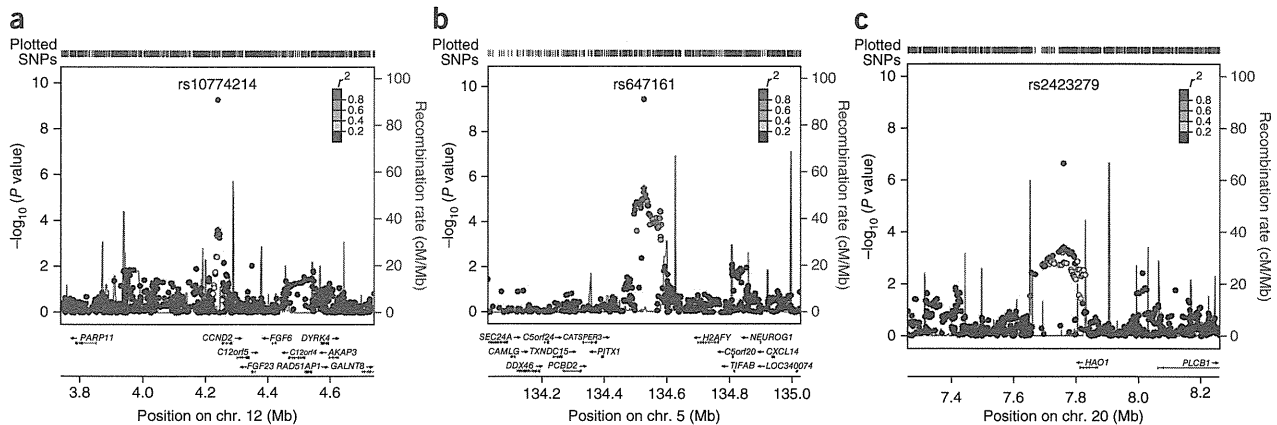 a
Plotted
SNPs
rs10774214
r2
0.8
0.6
0.4
0.2
10
8
6
4
2
0
100
80
60
40
20
0
–log10 (P value)
Recombination rate (cM/Mb)
←PARP11
CCND2→
←FGF6 DYRK4→
C12orf5→
←C12orf4
←AKAP3
←FGF23 RAD51AP1→ GALNT8→
3.8 4.0 4.2 4.4 4.6
Position on chr. 12 (Mb)
b
Plotted
SNPs
rs647161
r2
0.8
0.6
0.4
0.2
10
8
6
4
2
0
100
80
60
40
20
0
–log10 (P value)
Recombination rate (cM/Mb)
SEC24A→ C5orf24→ CATSPER3→
←H2AFY
←NEUROG1
CAMLG→ TXNDC15→ ←PITX1
←C5orf20 ←CXCL14
DDX46→ PCBD2→
←TIFAB ←LOC340074
134.2 134.4 134.6 134.8 135.0
Position on chr. 5 (Mb)
c
Plotted
SNPs
rs2423279
r2
0.8
0.6
0.4
0.2
10
8
6
4
2
0
100
80
60
40
20
0
–log10 (P value)
Recombination rate (cM/Mb)
←HAO1
PLCB1→
7.4 7.6 7.8 8.0 8.2
Position on chr. 20 (Mb)